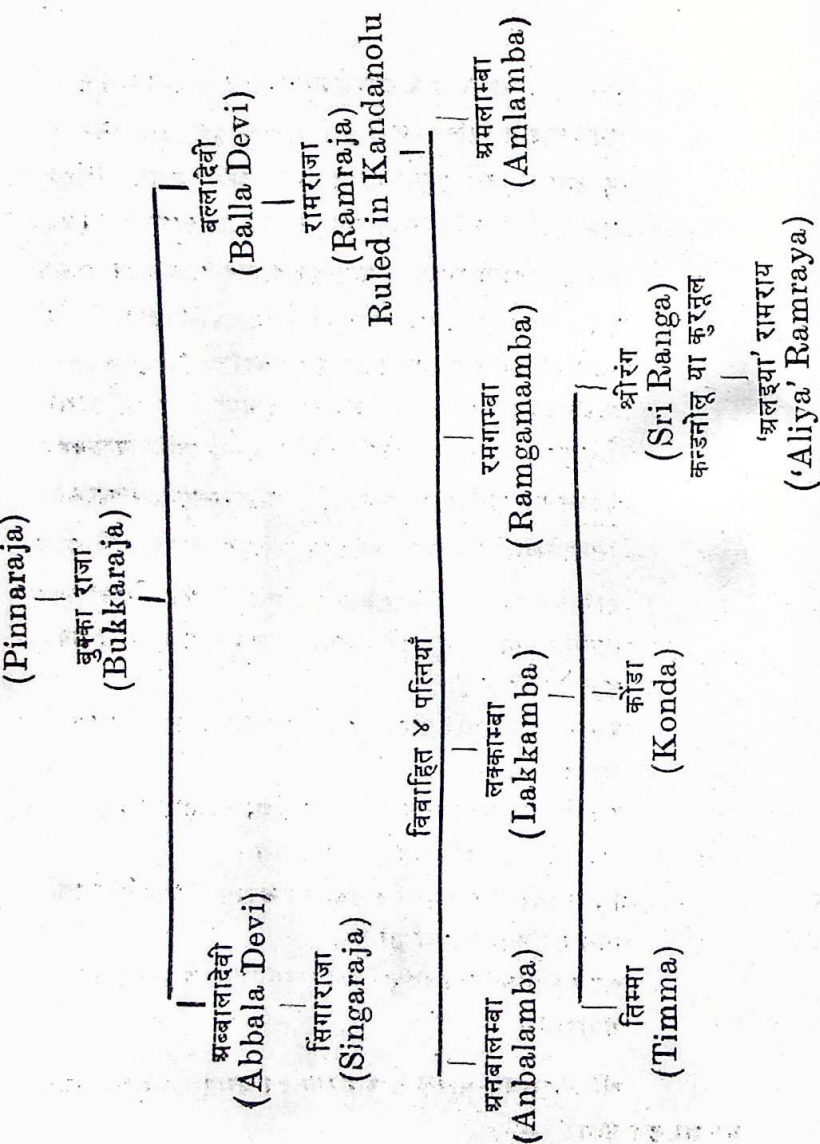 (Pinnaraja)
बुक्का राजा
(Bukkaraja)
अब्बालादेवी
(Abbala Devi)
सिंगाराजा
(Singaraja)
बल्लादेवी
(Balla Devi)
रामराजा
(Ramraja)
Ruled in Kandanolu
विवाहित ४ पत्नियाँ
अनबालम्बा
(Anbalamba)
लक्काम्बा
(Lakkamba)
रमगाम्बा
(Ramgamamba)
अमलाम्बा
(Amlamba)
तिम्मा
(Timma)
कोंडा
(Konda)
श्रीरंग
(Sri Ranga)
कन्डनोलू या कुरनूल
'अलइया' रामराय
('Aliya' Ramraya)